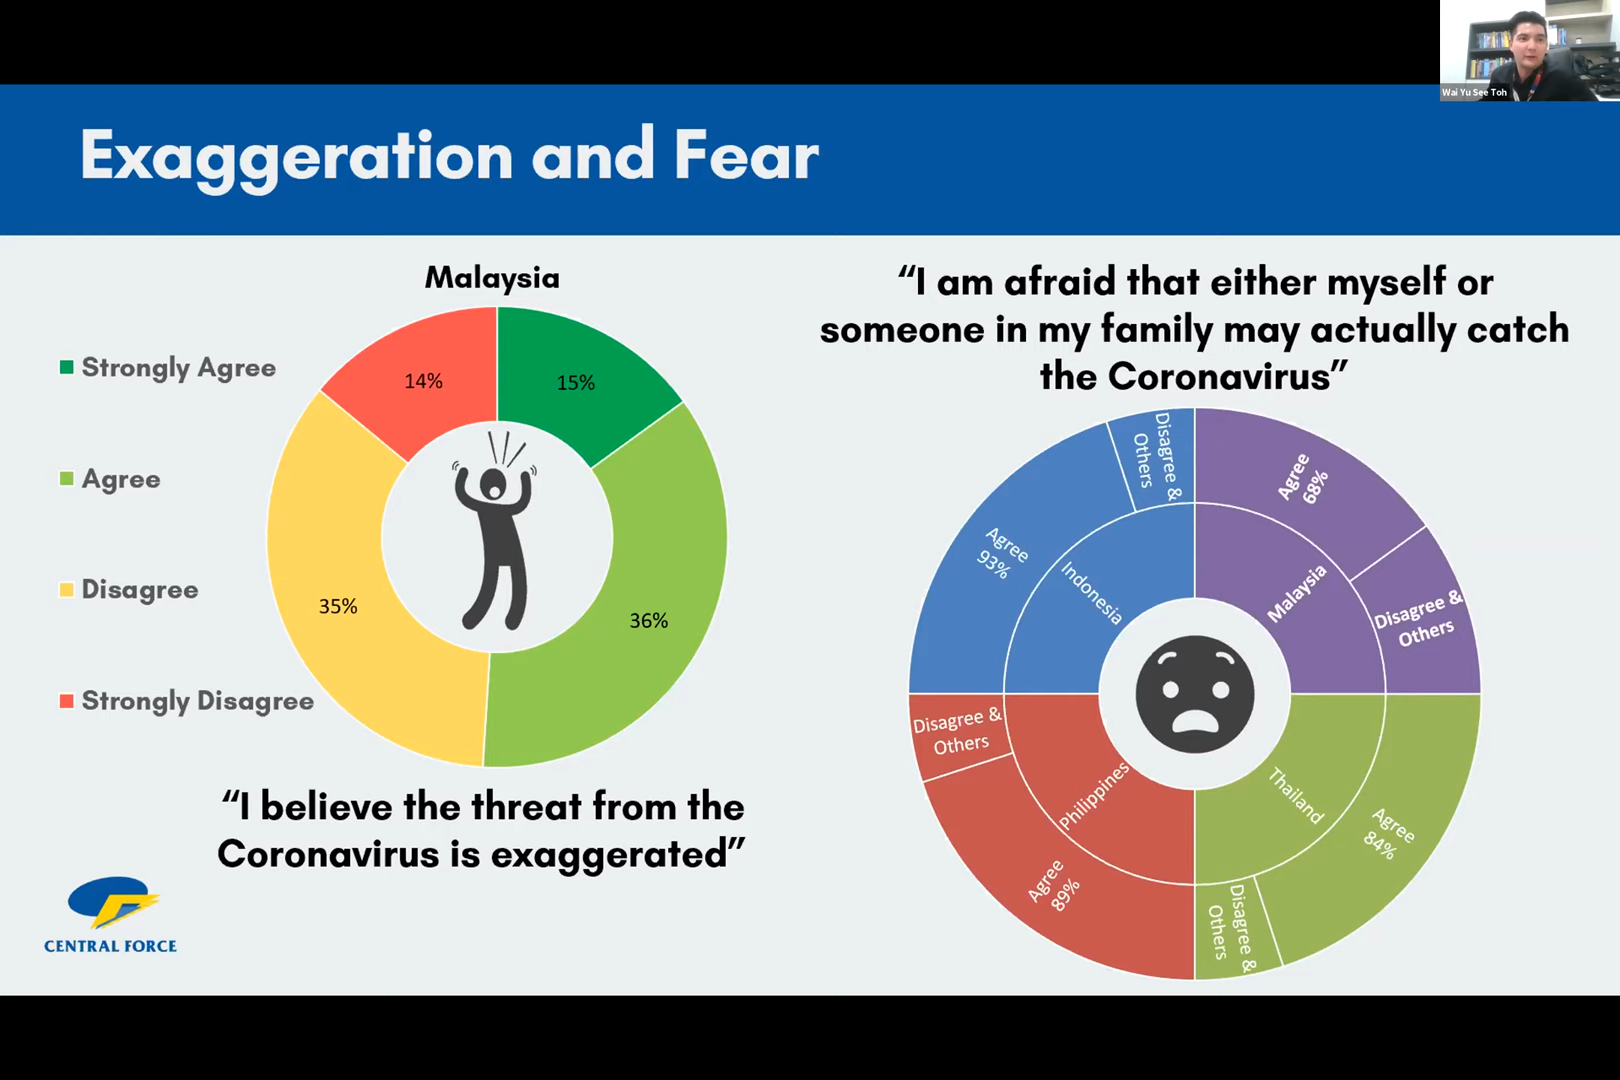 Wai Yu See Toh
Exaggeration and Fear
Malaysia
Strongly Agree
Agree
Disagree
Strongly Disagree
14%
15%
35%
36%
“I believe the threat from the
Coronavirus is exaggerated”
CENTRAL FORCE
“I am afraid that either myself or
someone in my family may actually catch
the Coronavirus”
Disagree &
Others
Agree
68%
Agree
93%
Indonesia
Malaysia
Disagree &
Others
Disagree &
Others
Philippines
Thailand
Agree
84%
Agree
89%
Disagree &
Others